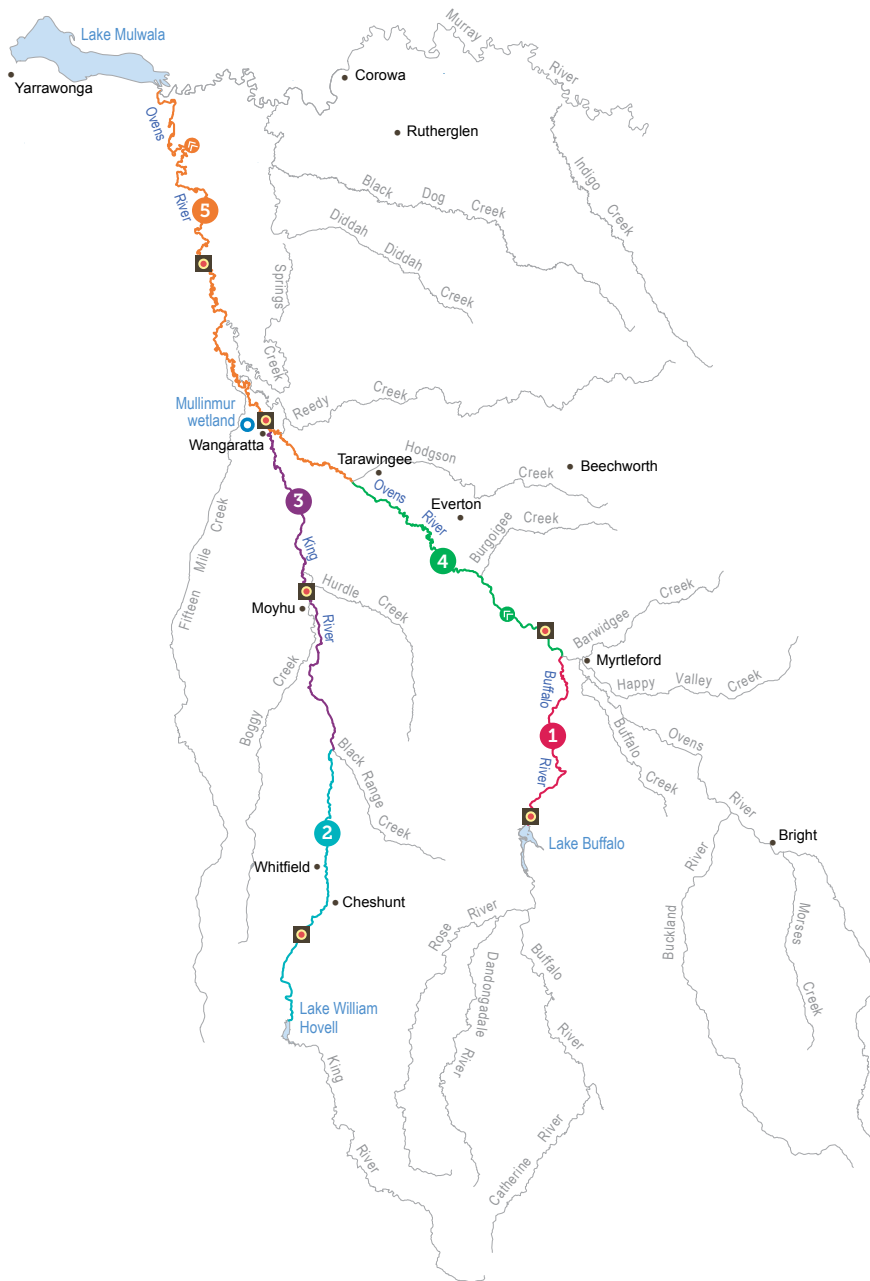 Lake Mulwala
Yarrawonga
Murray
River
Corowa
Rutherglen
Ovens
River
5
Black Dog Creek
Indigo
Creek
Diddah Diddah
Creek
Springs
Creek
Reedy Creek
Mullinmur
wetland
Wangaratta
Tarawingee
Hodgson
Creek
Beechworth
Everton
Ovens
River
Burgoigee Creek
4
3
King
River
Fifteen Mile Creek
Moyhu
Hurdle
Creek
Boggy Creek
Barwidgee Creek
Myrtleford
Happy Valley Creek
Buffalo
River
1
Buffalo
Creek
Ovens
River
Black Range
Creek
2
Whitfield
Cheshunt
Lake Buffalo
Bright
Buckland
River
Morses
Creek
Rose River
Dandongadale
River
Buffalo
River
Lake William
Hovell
King
River
Catherine River